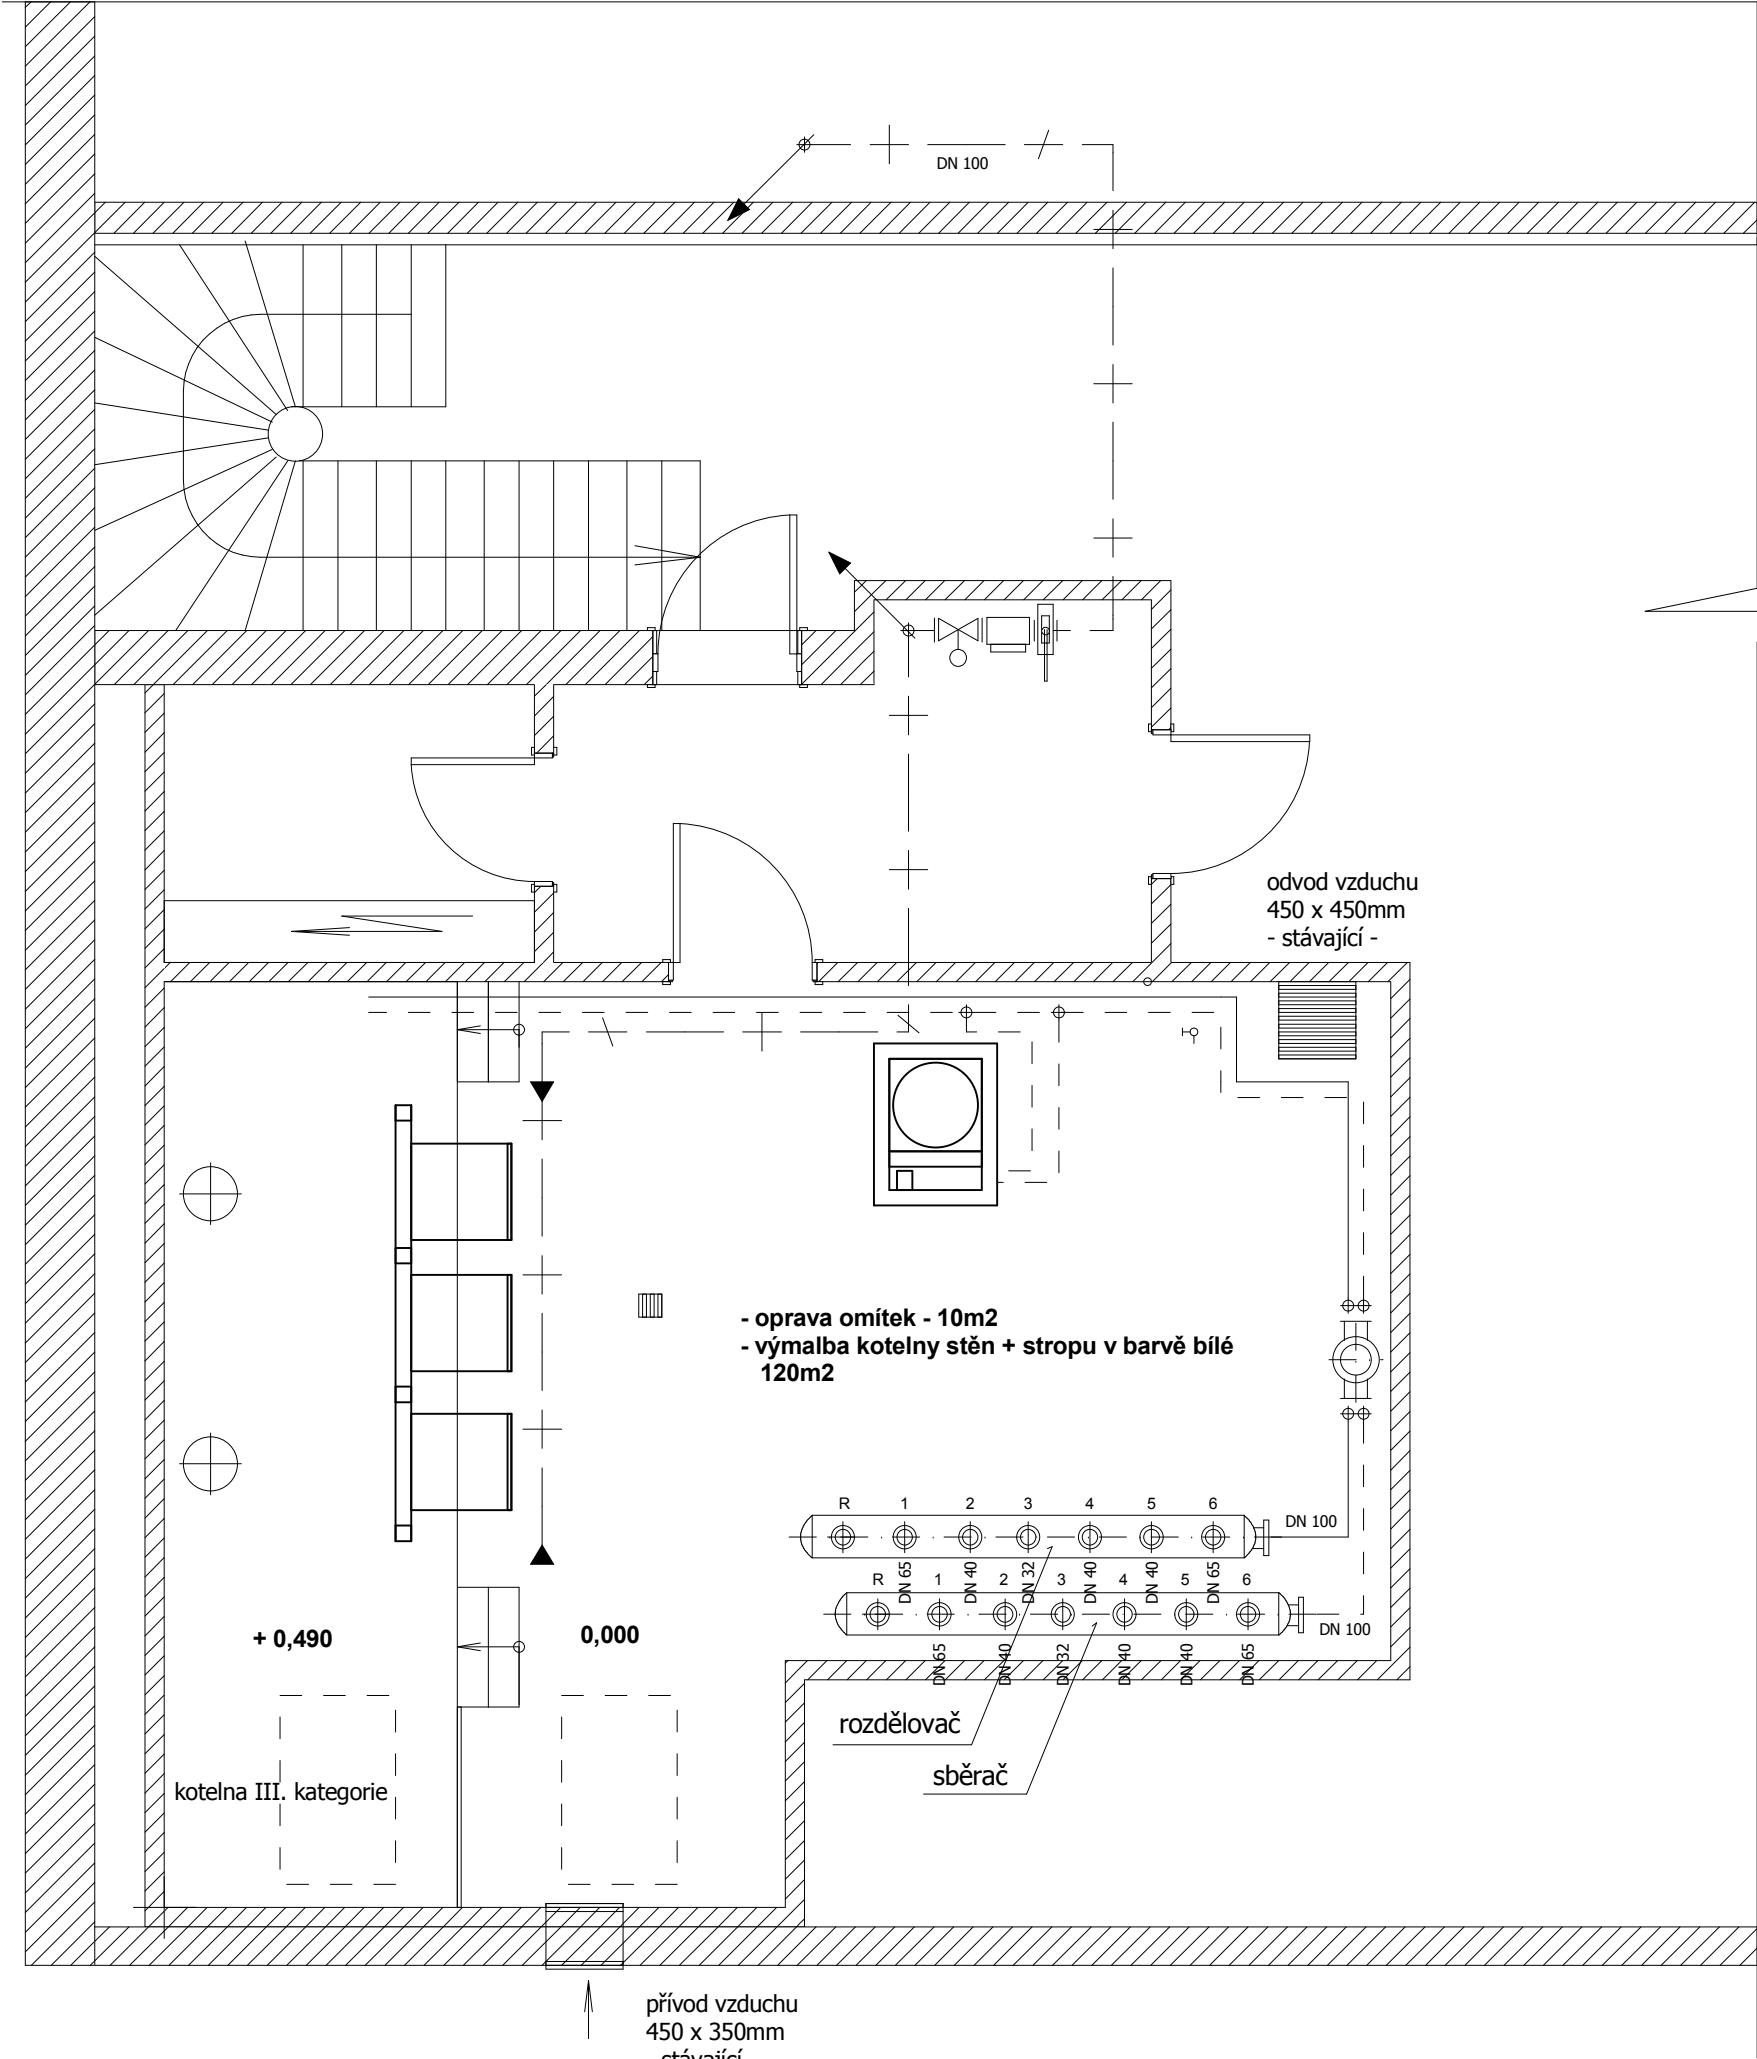 DN 100
odvod vzduchu
450 x 450mm
- stávající -
- oprava omítek - 10m2
- výmalba kotelny stěn + stropu v barvě bílé
120m2
R 1 2 3 4 5 6
DN 100
DN 65 DN 40 DN 32 DN 40 DN 40 DN 65
R 1 2 3 4 5 6
DN 100
DN 65 DN 40 DN 32 DN 40 DN 40 DN 65
+ 0,490
0,000
rozdělovač
sběrač
kotelna III. kategorie
přívod vzduchu
450 x 350mm
- stávající -